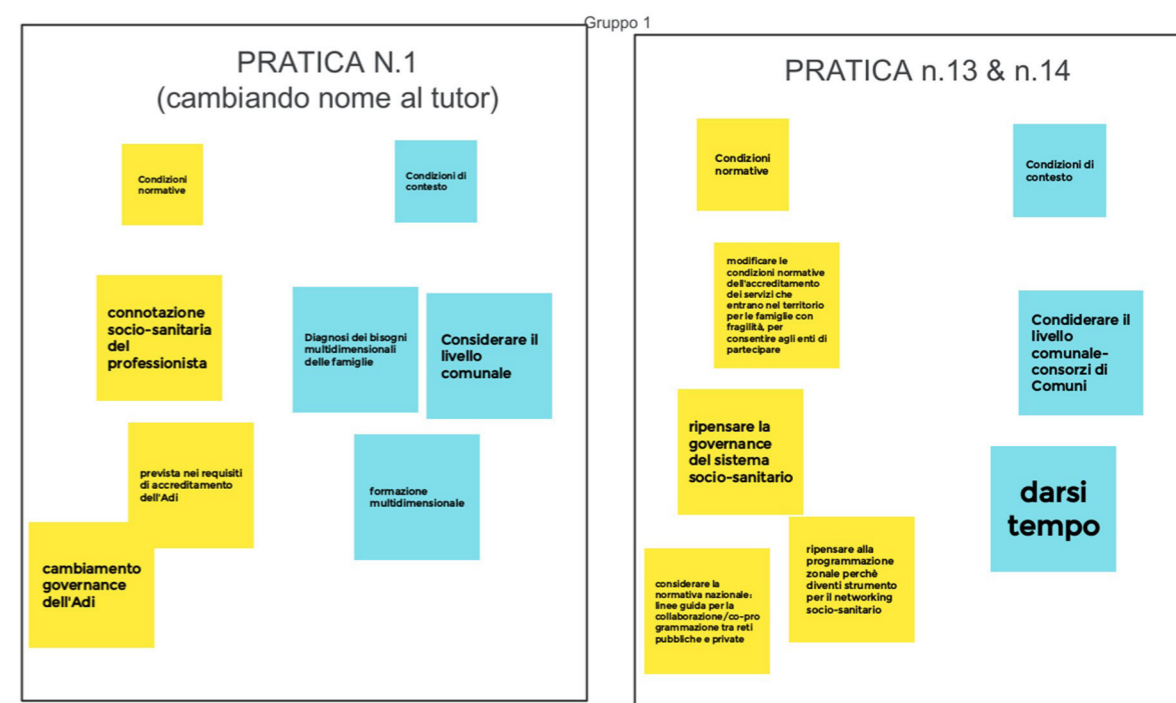 Gruppo 1
PRATICA N.1
(cambiando nome al tutor)
Condizioni
normative
Condizioni di
contesto
connotazione
socio-sanitaria
del
professionista
Diagnosi dei bisogni
multidimensionali
delle famiglie
Considerare il
livello
comunale
prevista nei requisiti
di accreditamento
dell'Adi
formazione
multidimensionale
cambiamento
governance
dell'Adi
PRATICA n.13 & n.14
Condizioni
normative
Condizioni di
contesto
modificare le
condizioni normative
dell'accreditamento
dei servizi che
entrano nel territorio
per le famiglie con
fragilità, per
consentire agli enti di
partecipare
Condiderare il
livello
comunale-
consorzi di
Comuni
ripensare la
governance
del sistema
socio-sanitario
darsi
tempo
considerare la
normativa nazionale:
linee guida per la
collaborazione/co-pro
grammazione tra reti
pubbliche e private
ripensare alla
programmazione
zonale perchè
diventi strumento
per il networking
socio-sanitario